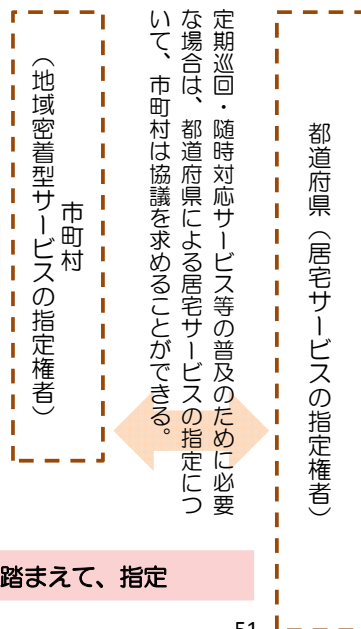 都道府県（居宅サービスの指定権者）
定期巡回・随時対応サービス等の普及のために必要
な場合は、都道府県による居宅サービスの指定につ
いて、市町村は協議を求めることができる。
市町村
（地域密着型サービスの指定権者）
踏まえて、指定
51